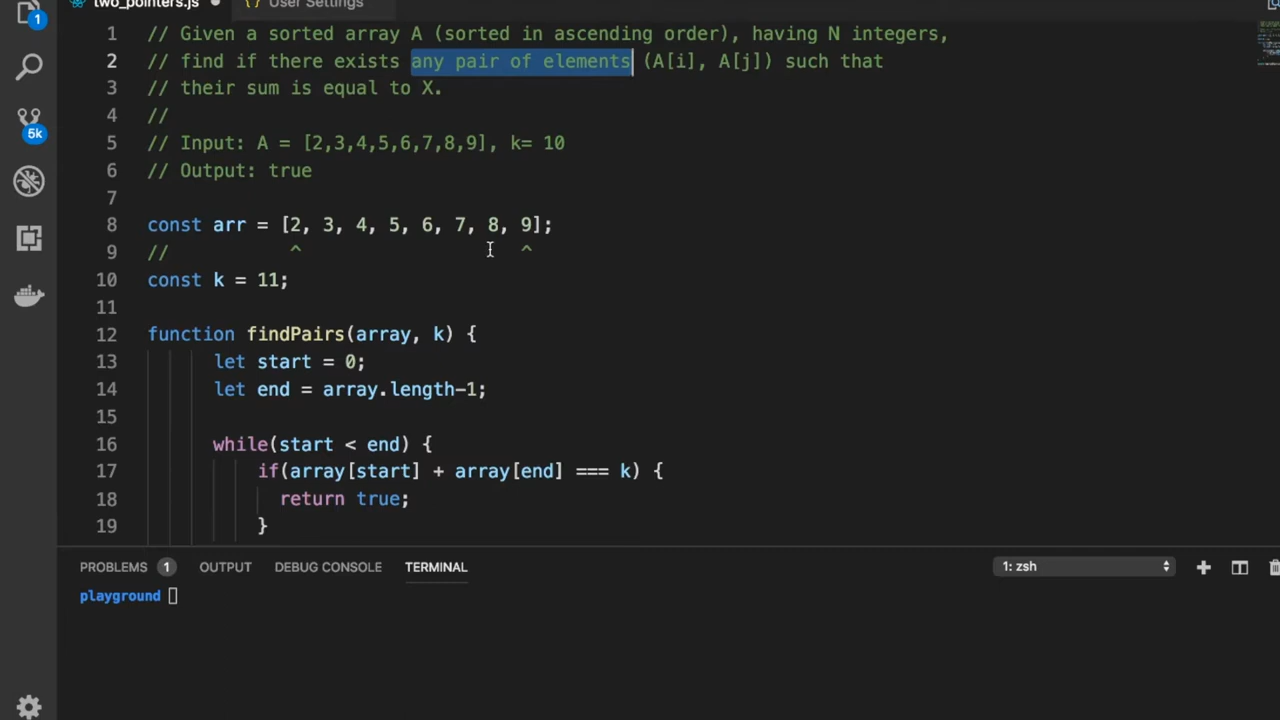 two_pointers.js
User Settings
1 // Given a sorted array A (sorted in ascending order), having N integers,
2 // find if there exists any pair of elements (A[i], A[j]) such that
3 // their sum is equal to X.
4 //
5 // Input: A = [2,3,4,5,6,7,8,9], k= 10
6 // Output: true
7
8 const arr = [2, 3, 4, 5, 6, 7, 8, 9];
9 // ^ ^
10 const k = 11;
11
12 function findPairs(array, k) {
13 let start = 0;
14 let end = array.length-1;
15
16 while(start < end) {
17 if(array[start] + array[end] === k) {
18 return true;
19 }
1
5k
PROBLEMS 1 OUTPUT DEBUG CONSOLE TERMINAL 1: zsh
playground